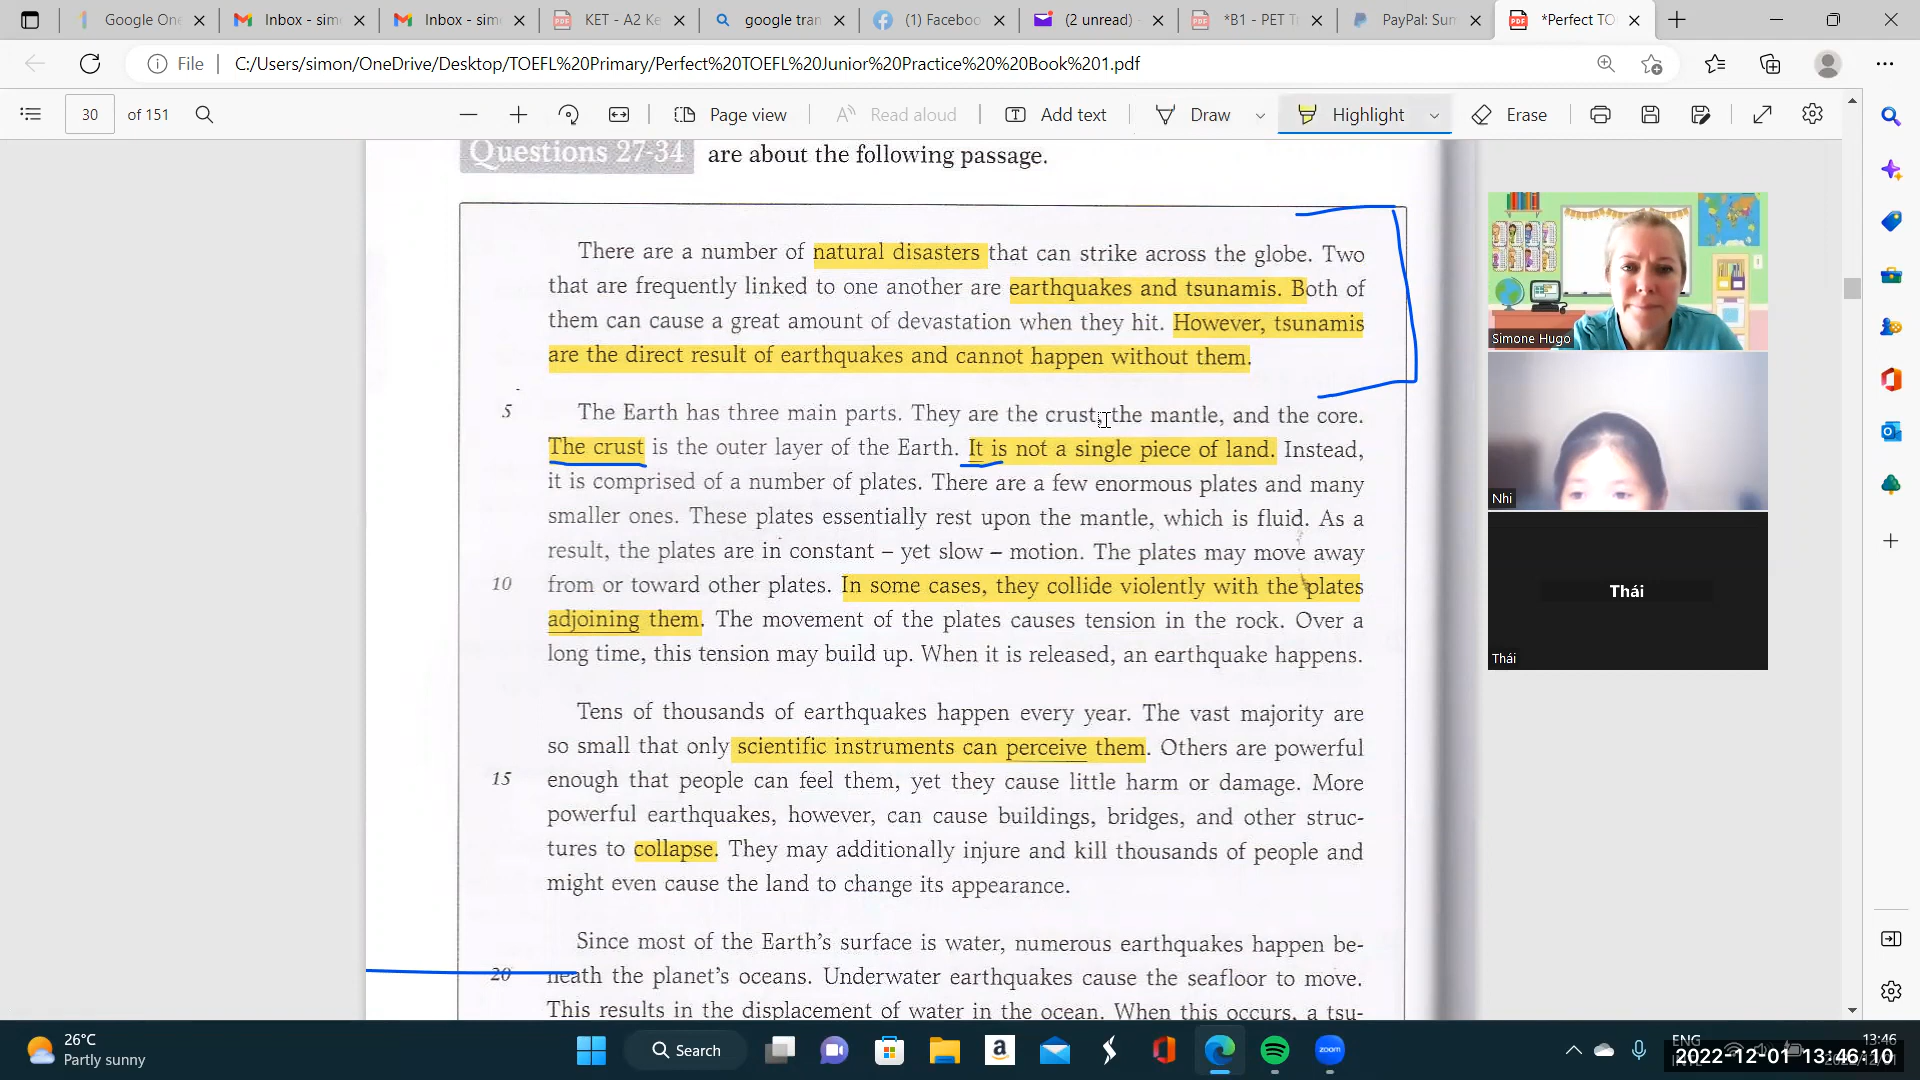 Google One
Inbox - sim
Inbox - sim
KET - A2 Ke
google tran
(1) Faceboo
(2 unread) -
*B1 - PET T
PayPal: Sum
*Perfect TO
File
C:/Users/simon/OneDrive/Desktop/TOEFL%20Primary/Perfect%20TOEFL%20Junior%20Practice%20%20Book%201.pdf
30
of 151
Page view
Read aloud
Add text
Draw
Highlight
Erase
Questions 27-34 are about the following passage.
There are a number of natural disasters that can strike across the globe. Two
that are frequently linked to one another are earthquakes and tsunamis. Both of
them can cause a great amount of devastation when they hit. However, tsunamis
are the direct result of earthquakes and cannot happen without them.
5 The Earth has three main parts. They are the crust, the mantle, and the core.
The crust is the outer layer of the Earth. It is not a single piece of land. Instead,
it is comprised of a number of plates. There are a few enormous plates and many
smaller ones. These plates essentially rest upon the mantle, which is fluid. As a
result, the plates are in constant – yet slow – motion. The plates may move away
10 from or toward other plates. In some cases, they collide violently with the plates
adjoining them. The movement of the plates causes tension in the rock. Over a
long time, this tension may build up. When it is released, an earthquake happens.
Tens of thousands of earthquakes happen every year. The vast majority are
so small that only scientific instruments can perceive them. Others are powerful
15 enough that people can feel them, yet they cause little harm or damage. More
powerful earthquakes, however, can cause buildings, bridges, and other struc-
tures to collapse. They may additionally injure and kill thousands of people and
might even cause the land to change its appearance.
Since most of the Earth's surface is water, numerous earthquakes happen be-
20 neath the planet's oceans. Underwater earthquakes cause the seafloor to move.
This results in the displacement of water in the ocean. When this occurs, a tsu-
Simone Hugo
Nhi
Thái
Thái
26°C
Partly sunny
Search
zoom
ENG
13:46
2022-12-01 13:46:10